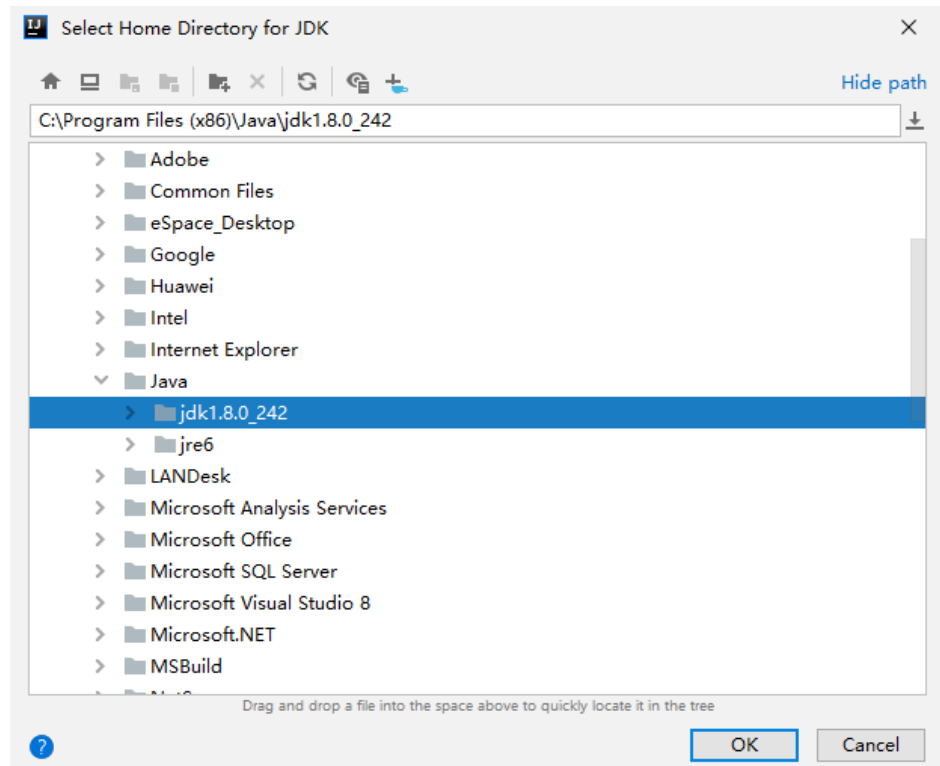 IJ
Select Home Directory for JDK
Hide path
C:\Program Files (x86)\Java\jdk1.8.0_242
Adobe
Common Files
eSpace_Desktop
Google
Huawei
Intel
Internet Explorer
Java
jdk1.8.0_242
jre6
LANDesk
Microsoft Analysis Services
Microsoft Office
Microsoft SQL Server
Microsoft Visual Studio 8
Microsoft.NET
MSBuild
Drag and drop a file into the space above to quickly locate it in the tree
?
OK
Cancel